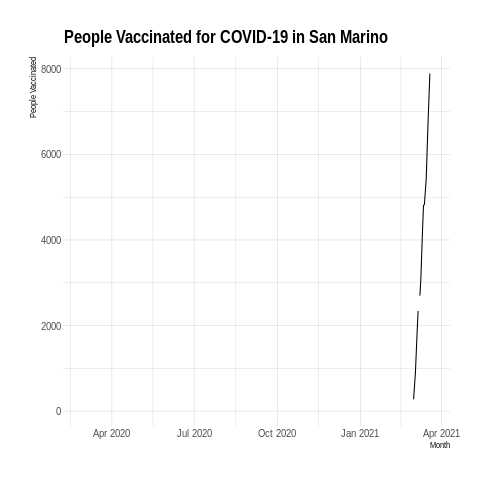 People Vaccinated for COVID-19 in San Marino
People Vaccinated
8000
6000
4000
2000
0
Apr 2020 Jul 2020 Oct 2020 Jan 2021 Apr 2021
Month